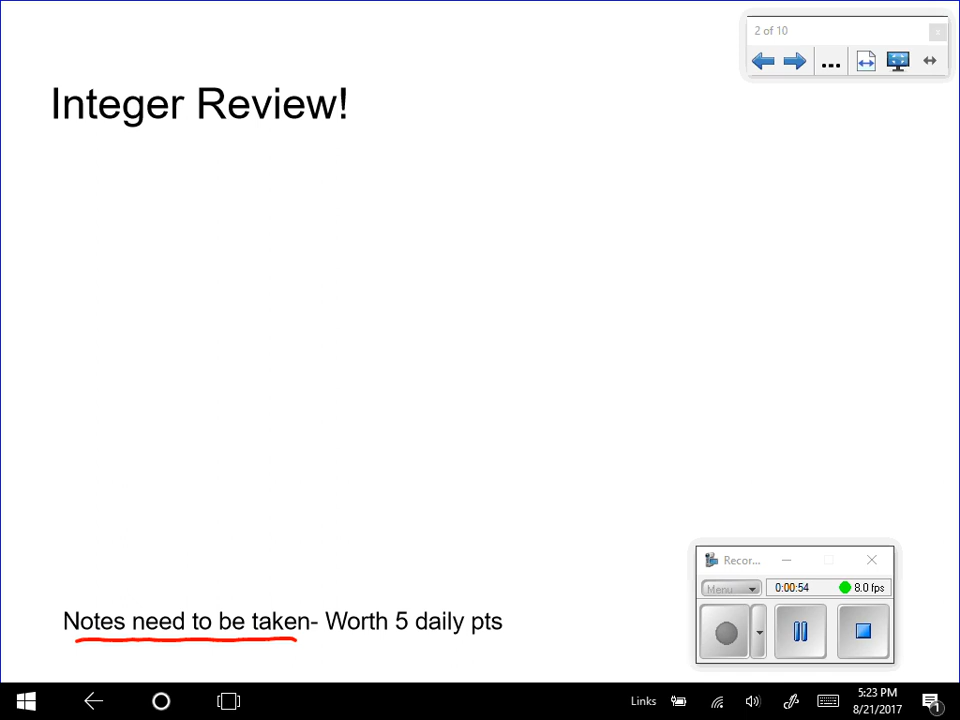 2 of 10
Integer Review!
Recor...
Menu
0:00:54
8.0 fps
Notes need to be taken- Worth 5 daily pts
Links
5:23 PM
8/21/2017
1